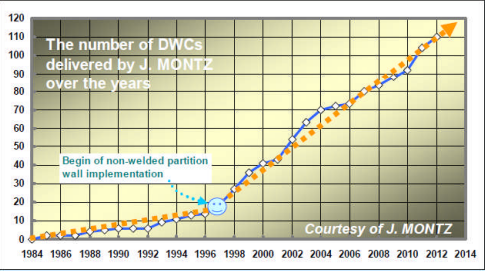 120
110
100
90
80
70
60
50
40
30
20
10
0
The number of DWCs
delivered by J. MONTZ
over the years
Begin of non-welded partition
wall implementation
Courtesy of J. MONTZ
1984 1986 1988 1990 1992 1994 1996 1998 2000 2002 2004 2006 2008 2010 2012 2014